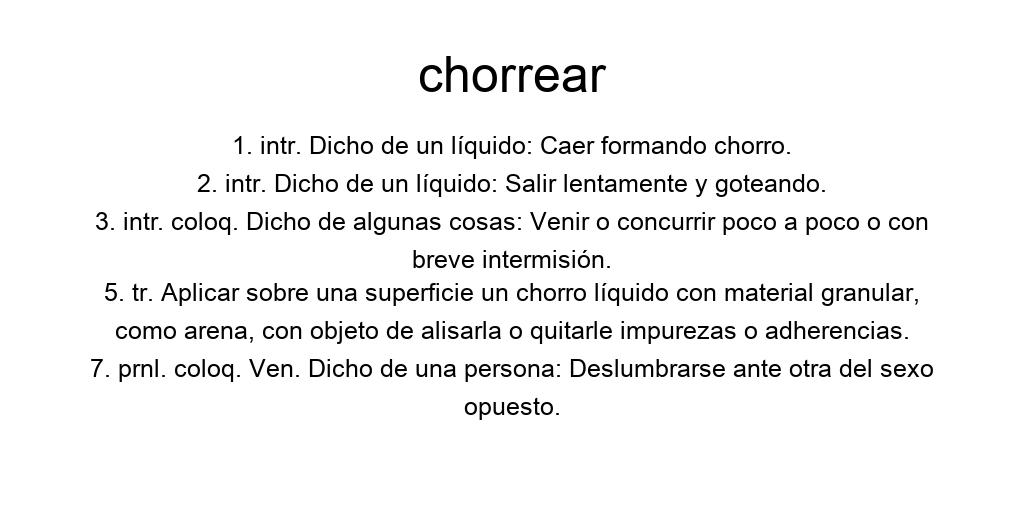 chorrear
1. intr. Dicho de un líquido: Caer formando chorro.
2. intr. Dicho de un líquido: Salir lentamente y goteando.
3. intr. coloq. Dicho de algunas cosas: Venir o concurrir poco a poco o con
breve intermisión.
5. tr. Aplicar sobre una superficie un chorro líquido con material granular,
como arena, con objeto de alisarla o quitarle impurezas o adherencias.
7. prnl. coloq. Ven. Dicho de una persona: Deslumbrarse ante otra del sexo
opuesto.